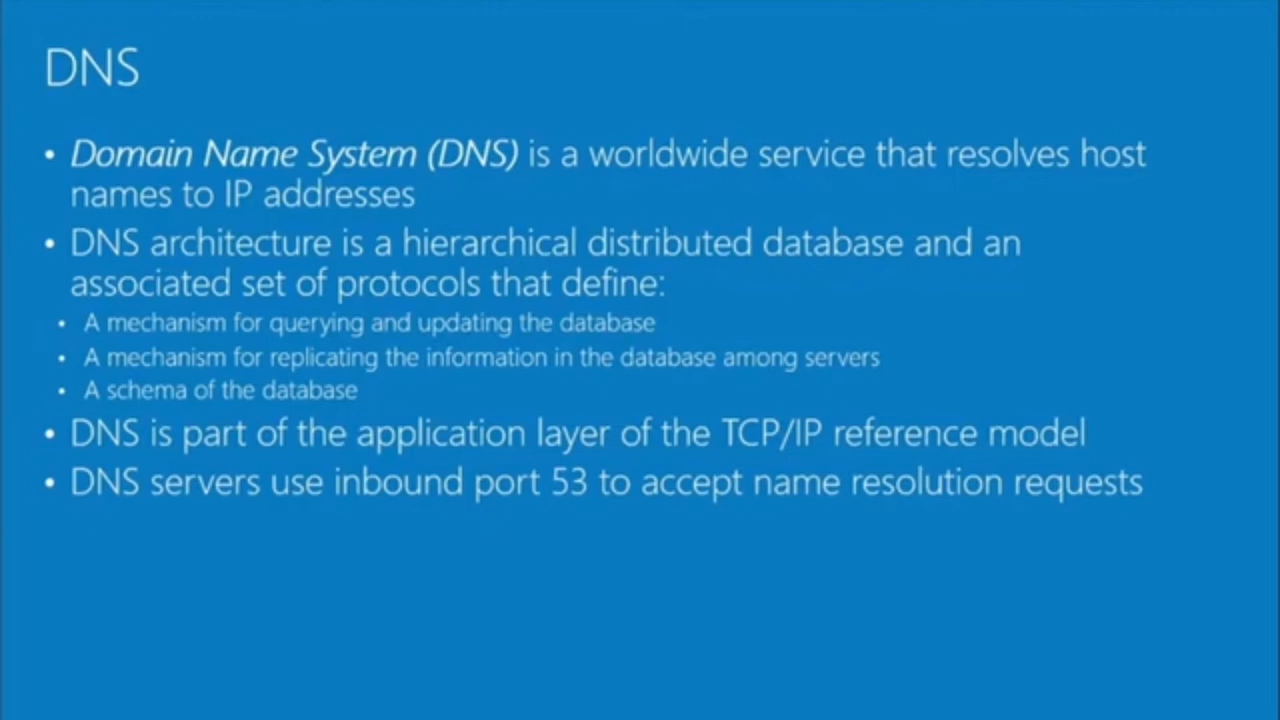 DNS
• Domain Name System (DNS) is a worldwide service that resolves host
names to IP addresses
• DNS architecture is a hierarchical distributed database and an
associated set of protocols that define:
• A mechanism for querying and updating the database
• A mechanism for replicating the information in the database among servers
• A schema of the database
• DNS is part of the application layer of the TCP/IP reference model
• DNS servers use inbound port 53 to accept name resolution requests